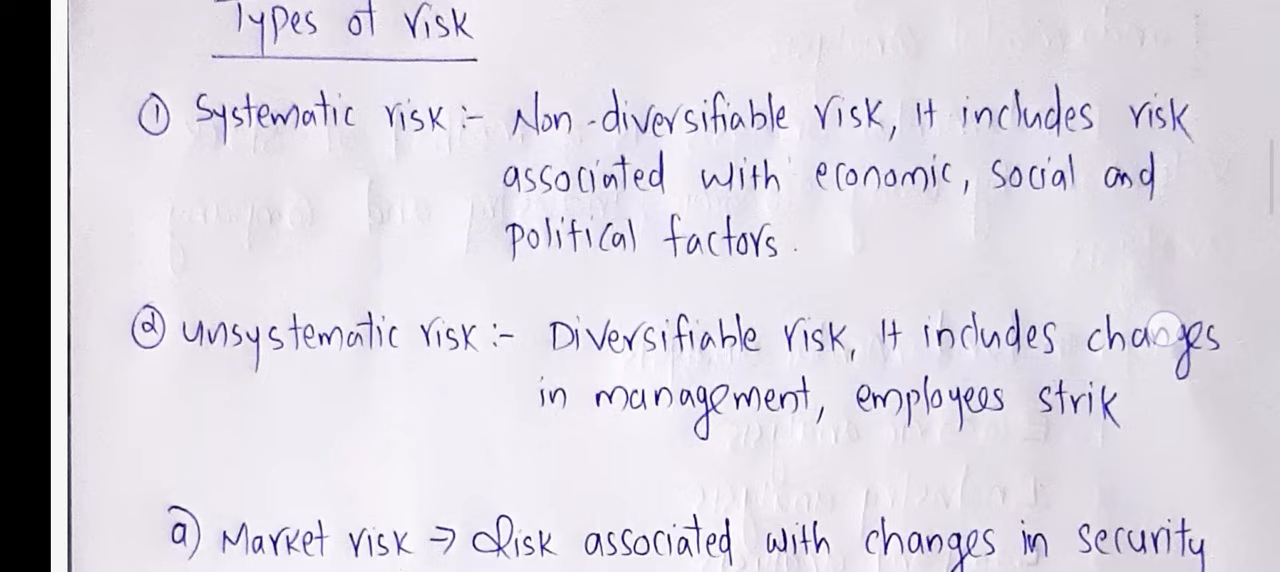 Types of risk
① Systematic risk :- Non-diversifiable risk, It includes risk
associated with economic, social and
political factors.
② unsystematic risk :- Diversifiable risk, It includes changes
in management, employees strik
a) Market risk → Risk associated with changes in security